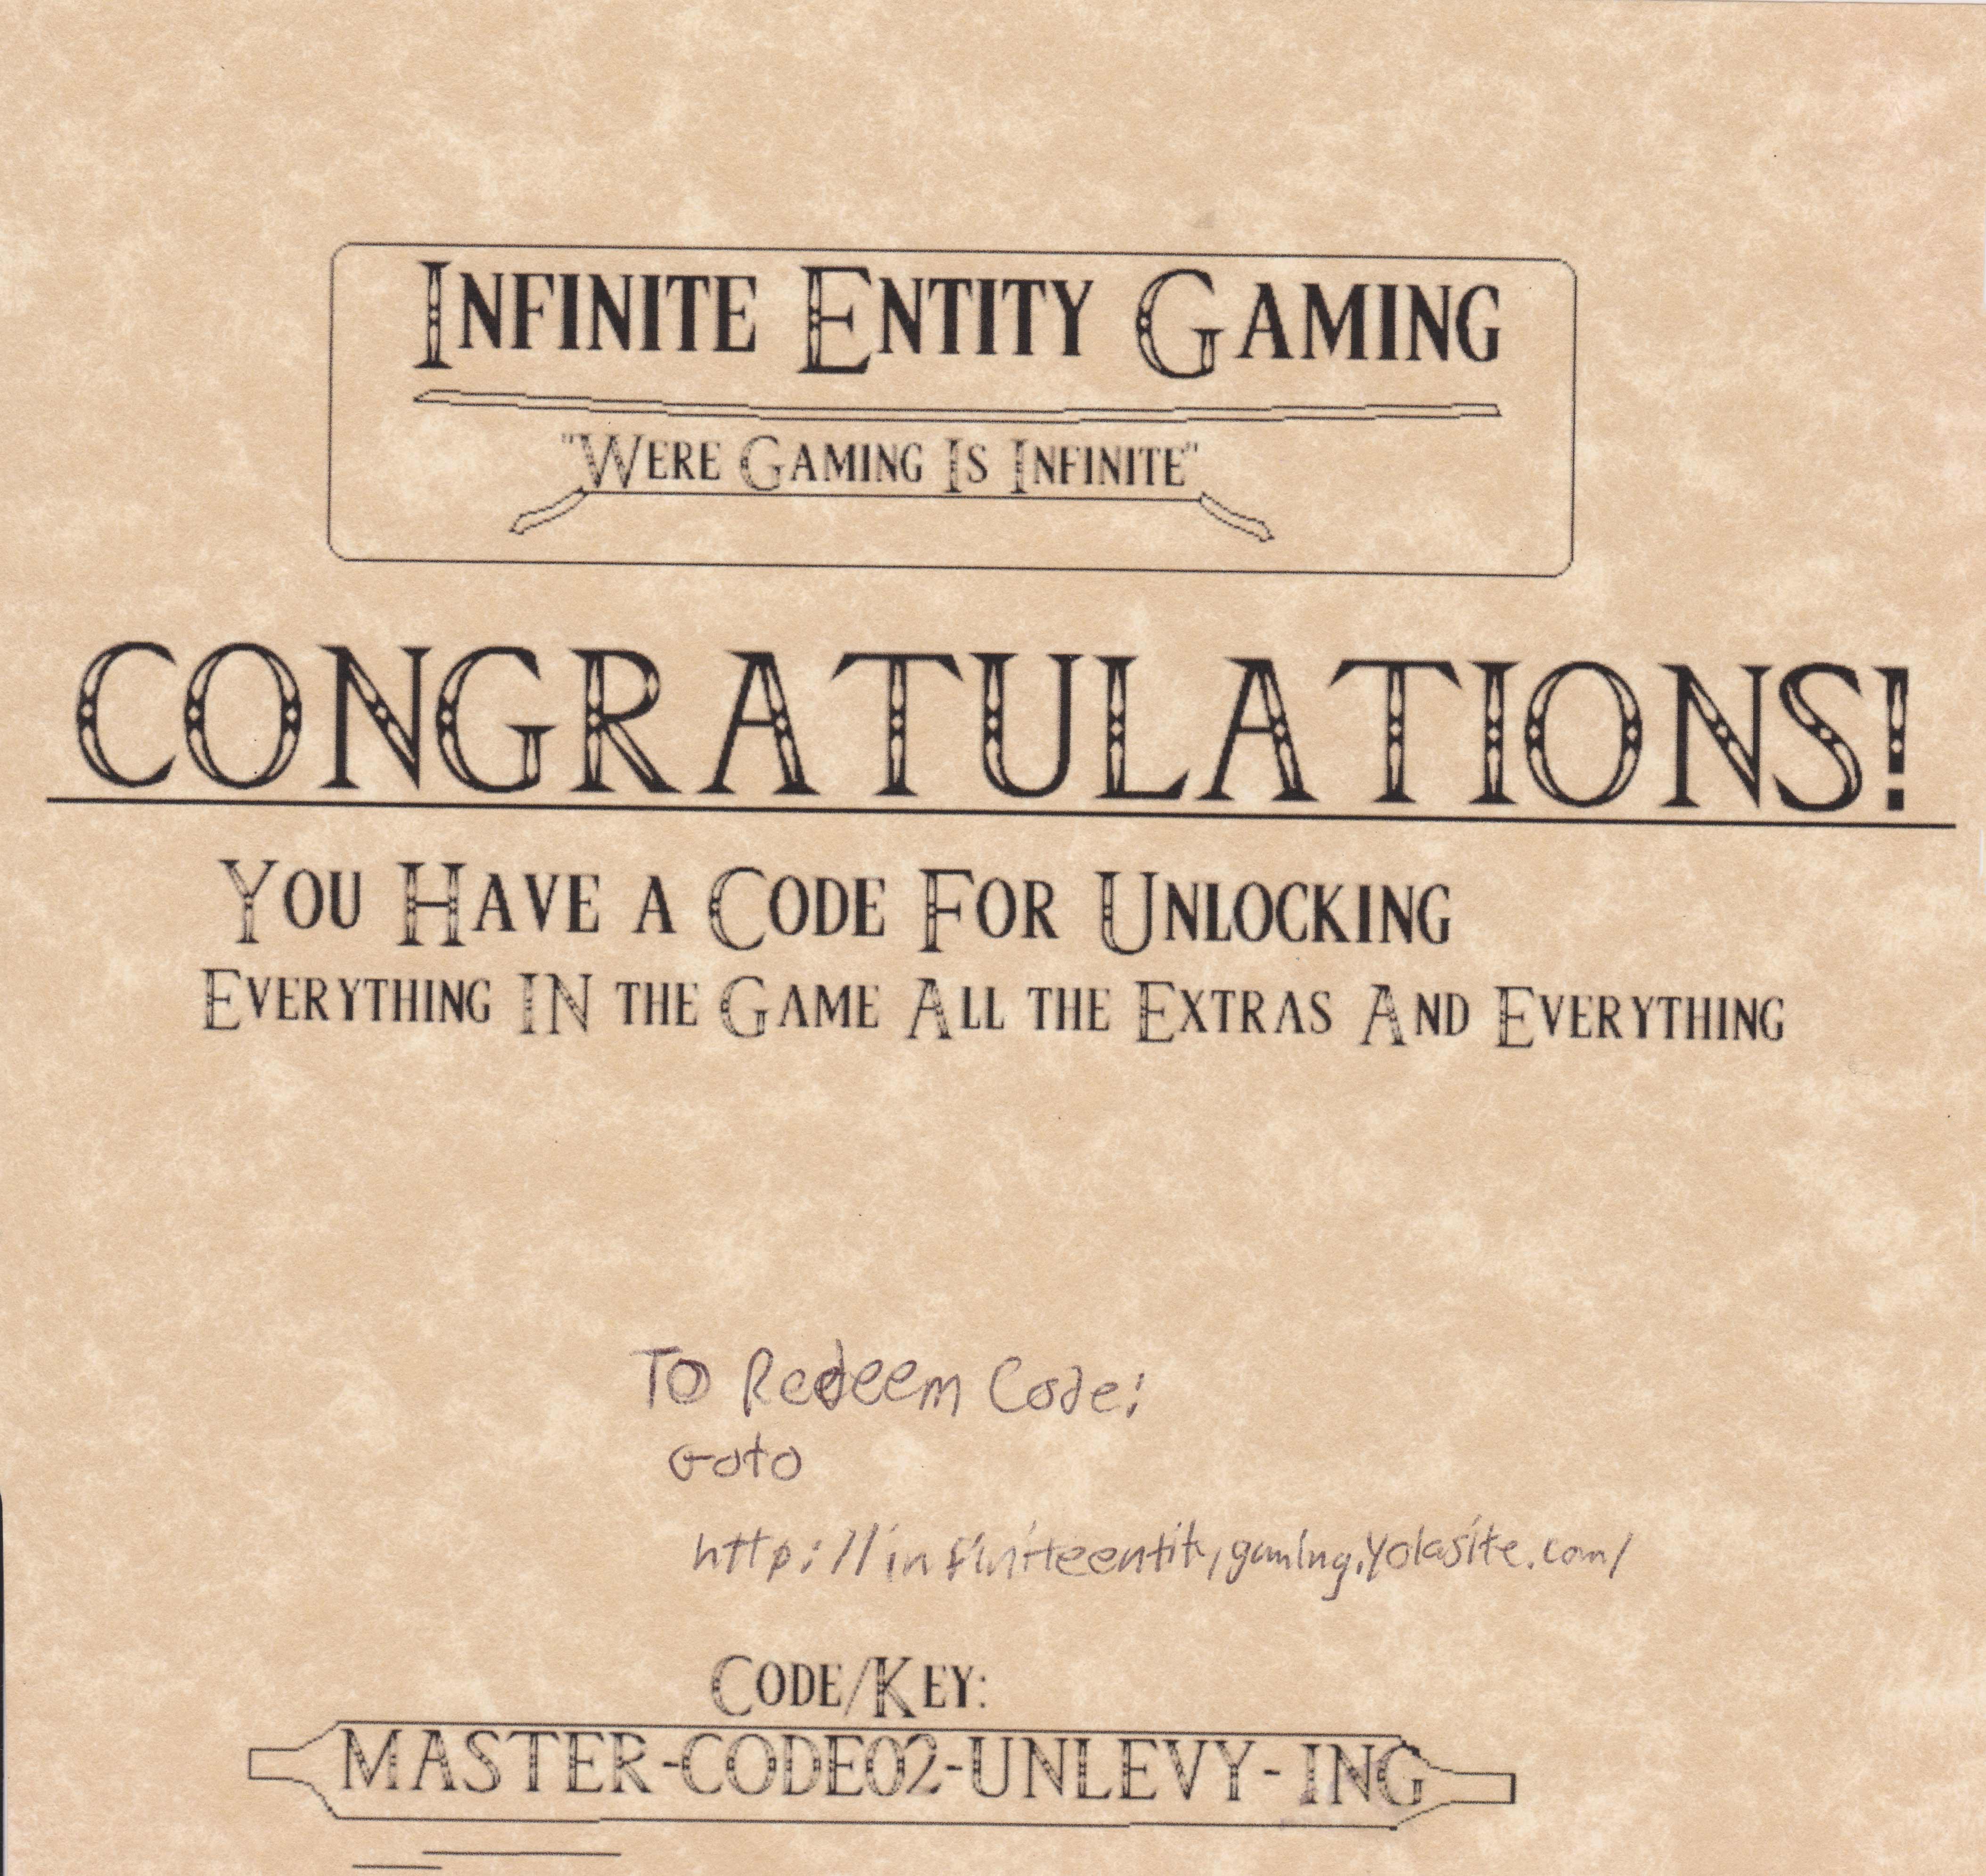 Infinite Entity Gaming
"Were Gaming Is Infinite"
CONGRATULATIONS!
You Have a Code For Unlocking
Everything IN the Game All the Extras And Everything
To Redeem Code:
Goto
http://infiniteentitygaming.yolasite.com/
Code/Key:
MASTER-CODE02-UNLEVY-ING